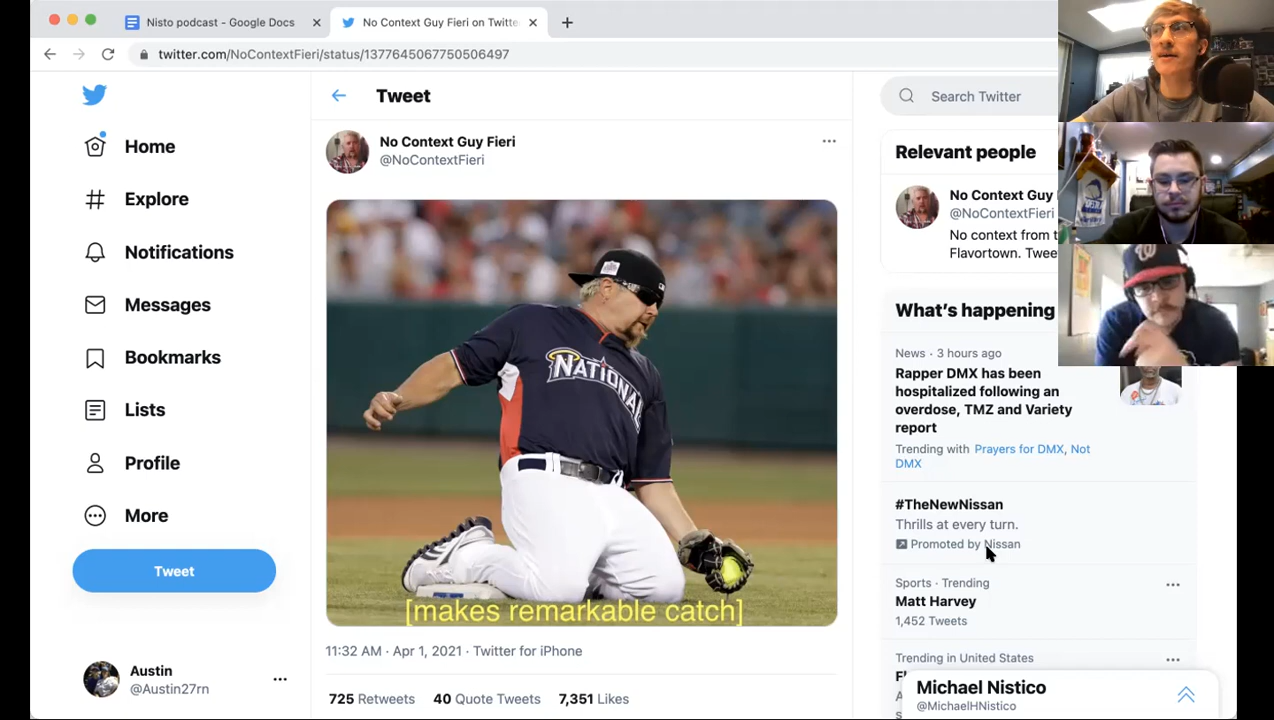 Nisto podcast - Google Docs
No Context Guy Fieri on Twitte
twitter.com/NoContextFieri/status/1377645067750506497
Home
Explore
Notifications
Messages
Bookmarks
Lists
Profile
More
Tweet
Austin
@Austin27rn
Tweet
No Context Guy Fieri
@NoContextFieri
NATIONAL
[makes remarkable catch]
11:32 AM · Apr 1, 2021 · Twitter for iPhone
725 Retweets 40 Quote Tweets 7,351 Likes
Search Twitter
Relevant people
No Context Guy
@NoContextFieri
No context from t
Flavortown. Twee
What's happening
News · 3 hours ago
Rapper DMX has been
hospitalized following an
overdose, TMZ and Variety
report
Trending with Prayers for DMX, Not
DMX
#TheNewNissan
Thrills at every turn.
Promoted by Nissan
Sports · Trending
Matt Harvey
1,452 Tweets
Trending in United States
Michael Nistico
@MichaelHNistico